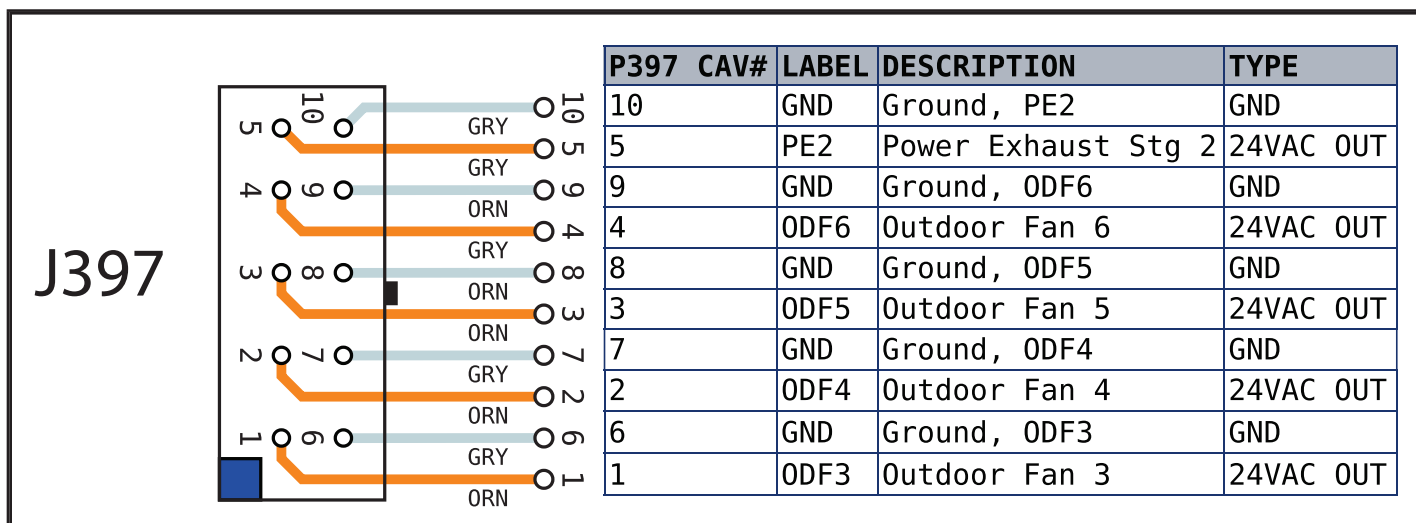 P397 CAV# LABEL DESCRIPTION TYPE
10 GND Ground, PE2 GND
5 PE2 Power Exhaust Stg 2 24VAC OUT
9 GND Ground, ODF6 GND
4 ODF6 Outdoor Fan 6 24VAC OUT
8 GND Ground, ODF5 GND
3 ODF5 Outdoor Fan 5 24VAC OUT
7 GND Ground, ODF4 GND
2 ODF4 Outdoor Fan 4 24VAC OUT
6 GND Ground, ODF3 GND
1 ODF3 Outdoor Fan 3 24VAC OUT
J397
5 10
4 9
3 8
2 7
1 6
GRY 10
GRY 5
ORN 9
GRY 4
ORN 8
ORN 3
GRY 7
ORN 2
GRY 6
ORN 1